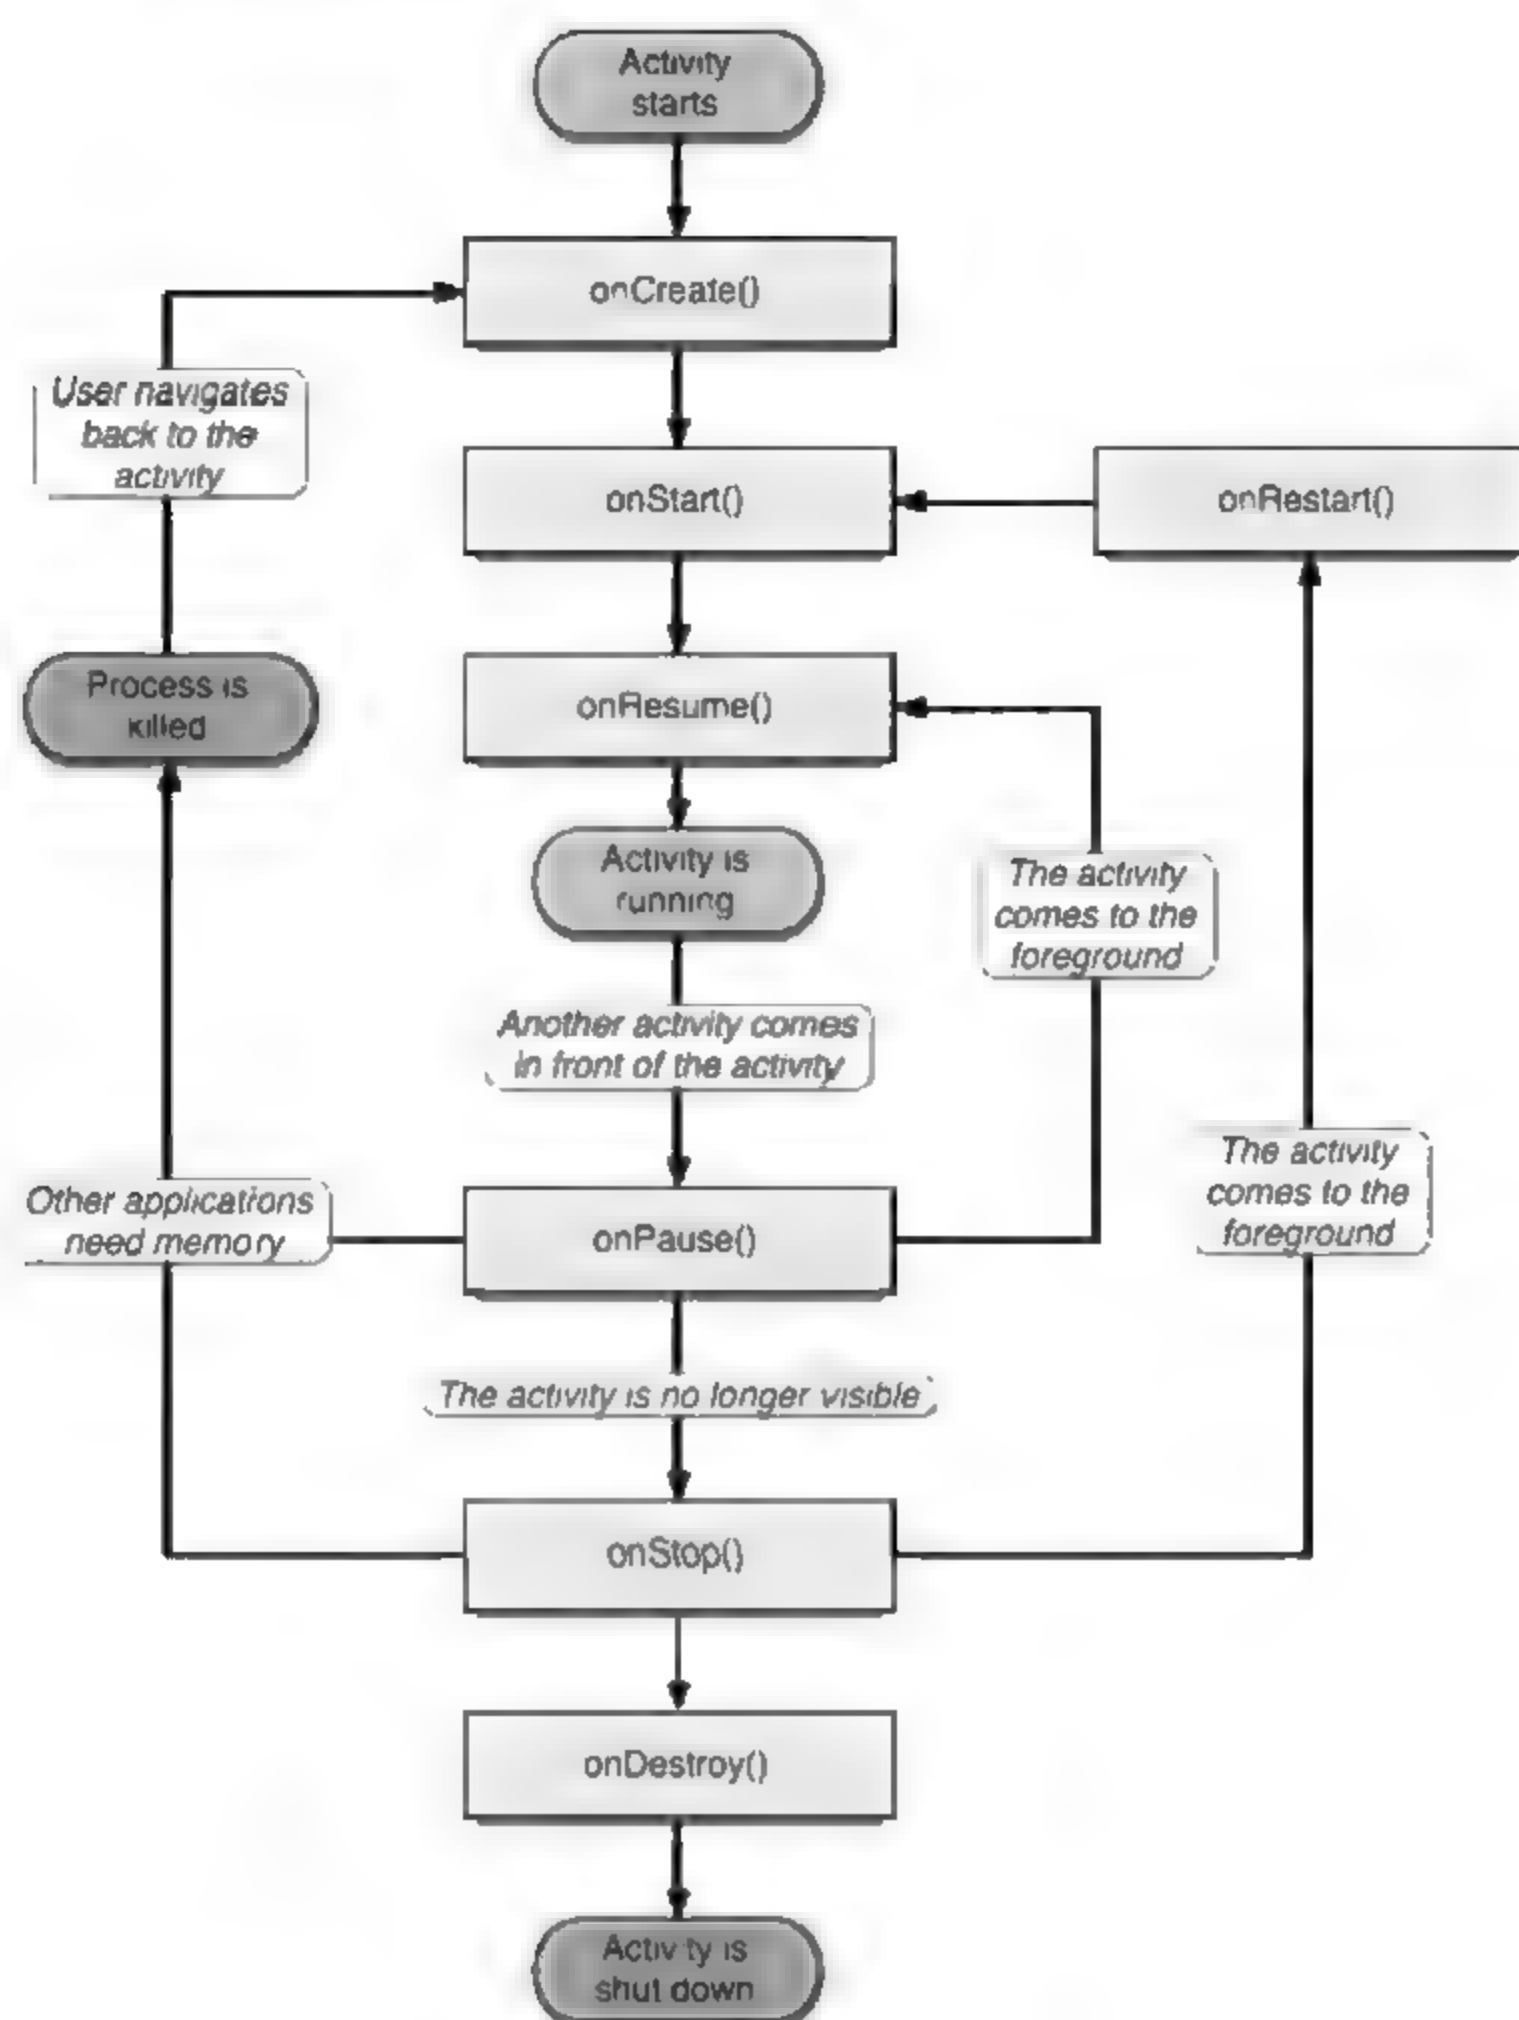 Activity
starts
onCreate()
User navigates
back to the
activity
onStart()
onRestart()
Process is
killed
onResume()
Activity is
running
The activity
comes to the
foreground
Another activity comes
in front of the activity
The activity
comes to the
foreground
Other applications
need memory
onPause()
The activity is no longer visible
onStop()
onDestroy()
Activity is
shut down